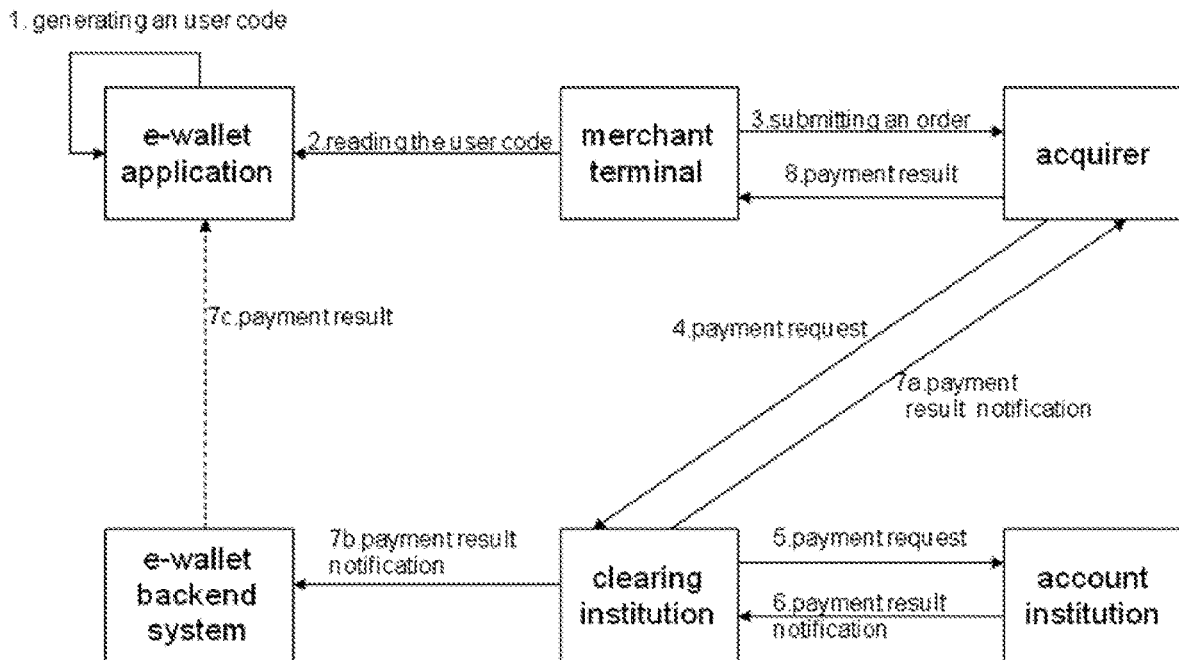 1. generating an user code
e-wallet
application
2.reading the user code
merchant
terminal
3.submitting an order
8.payment result
acquirer
7c.payment result
4.payment request
7a.payment
result notification
e-wallet
backend
system
7b.payment result
notification
clearing
institution
5.payment request
6.payment result
notification
account
institution